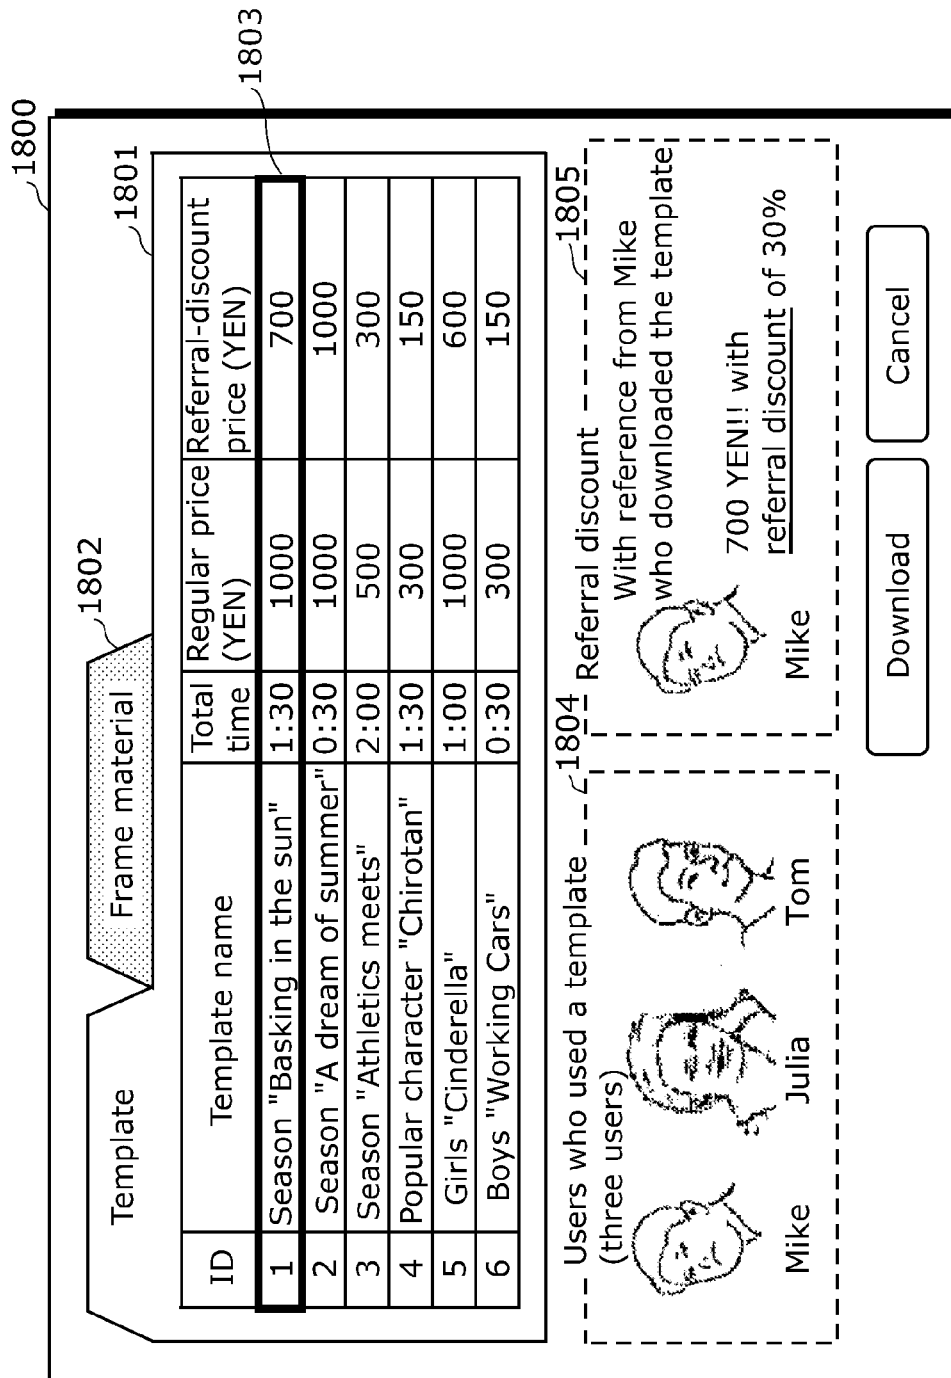 1800
1801
1802
1803
Template
Frame material
ID
Template name
Total
time
Regular price
(YEN)
Referral-discount
price (YEN)
1 Season "Basking in the sun" 1:30 1000 700
2 Season "A dream of summer" 0:30 1000 1000
3 Season "Athletics meets" 2:00 500 300
4 Popular character "Chirotan" 1:30 300 150
5 Girls "Cinderella" 1:00 1000 600
6 Boys "Working Cars" 0:30 300 150
1804
Users who used a template
(three users)
Mike
Julia
Tom
1805
Referral discount
With reference from Mike
who downloaded the template
700 YEN!! with
referral discount of 30%
Mike
Download
Cancel